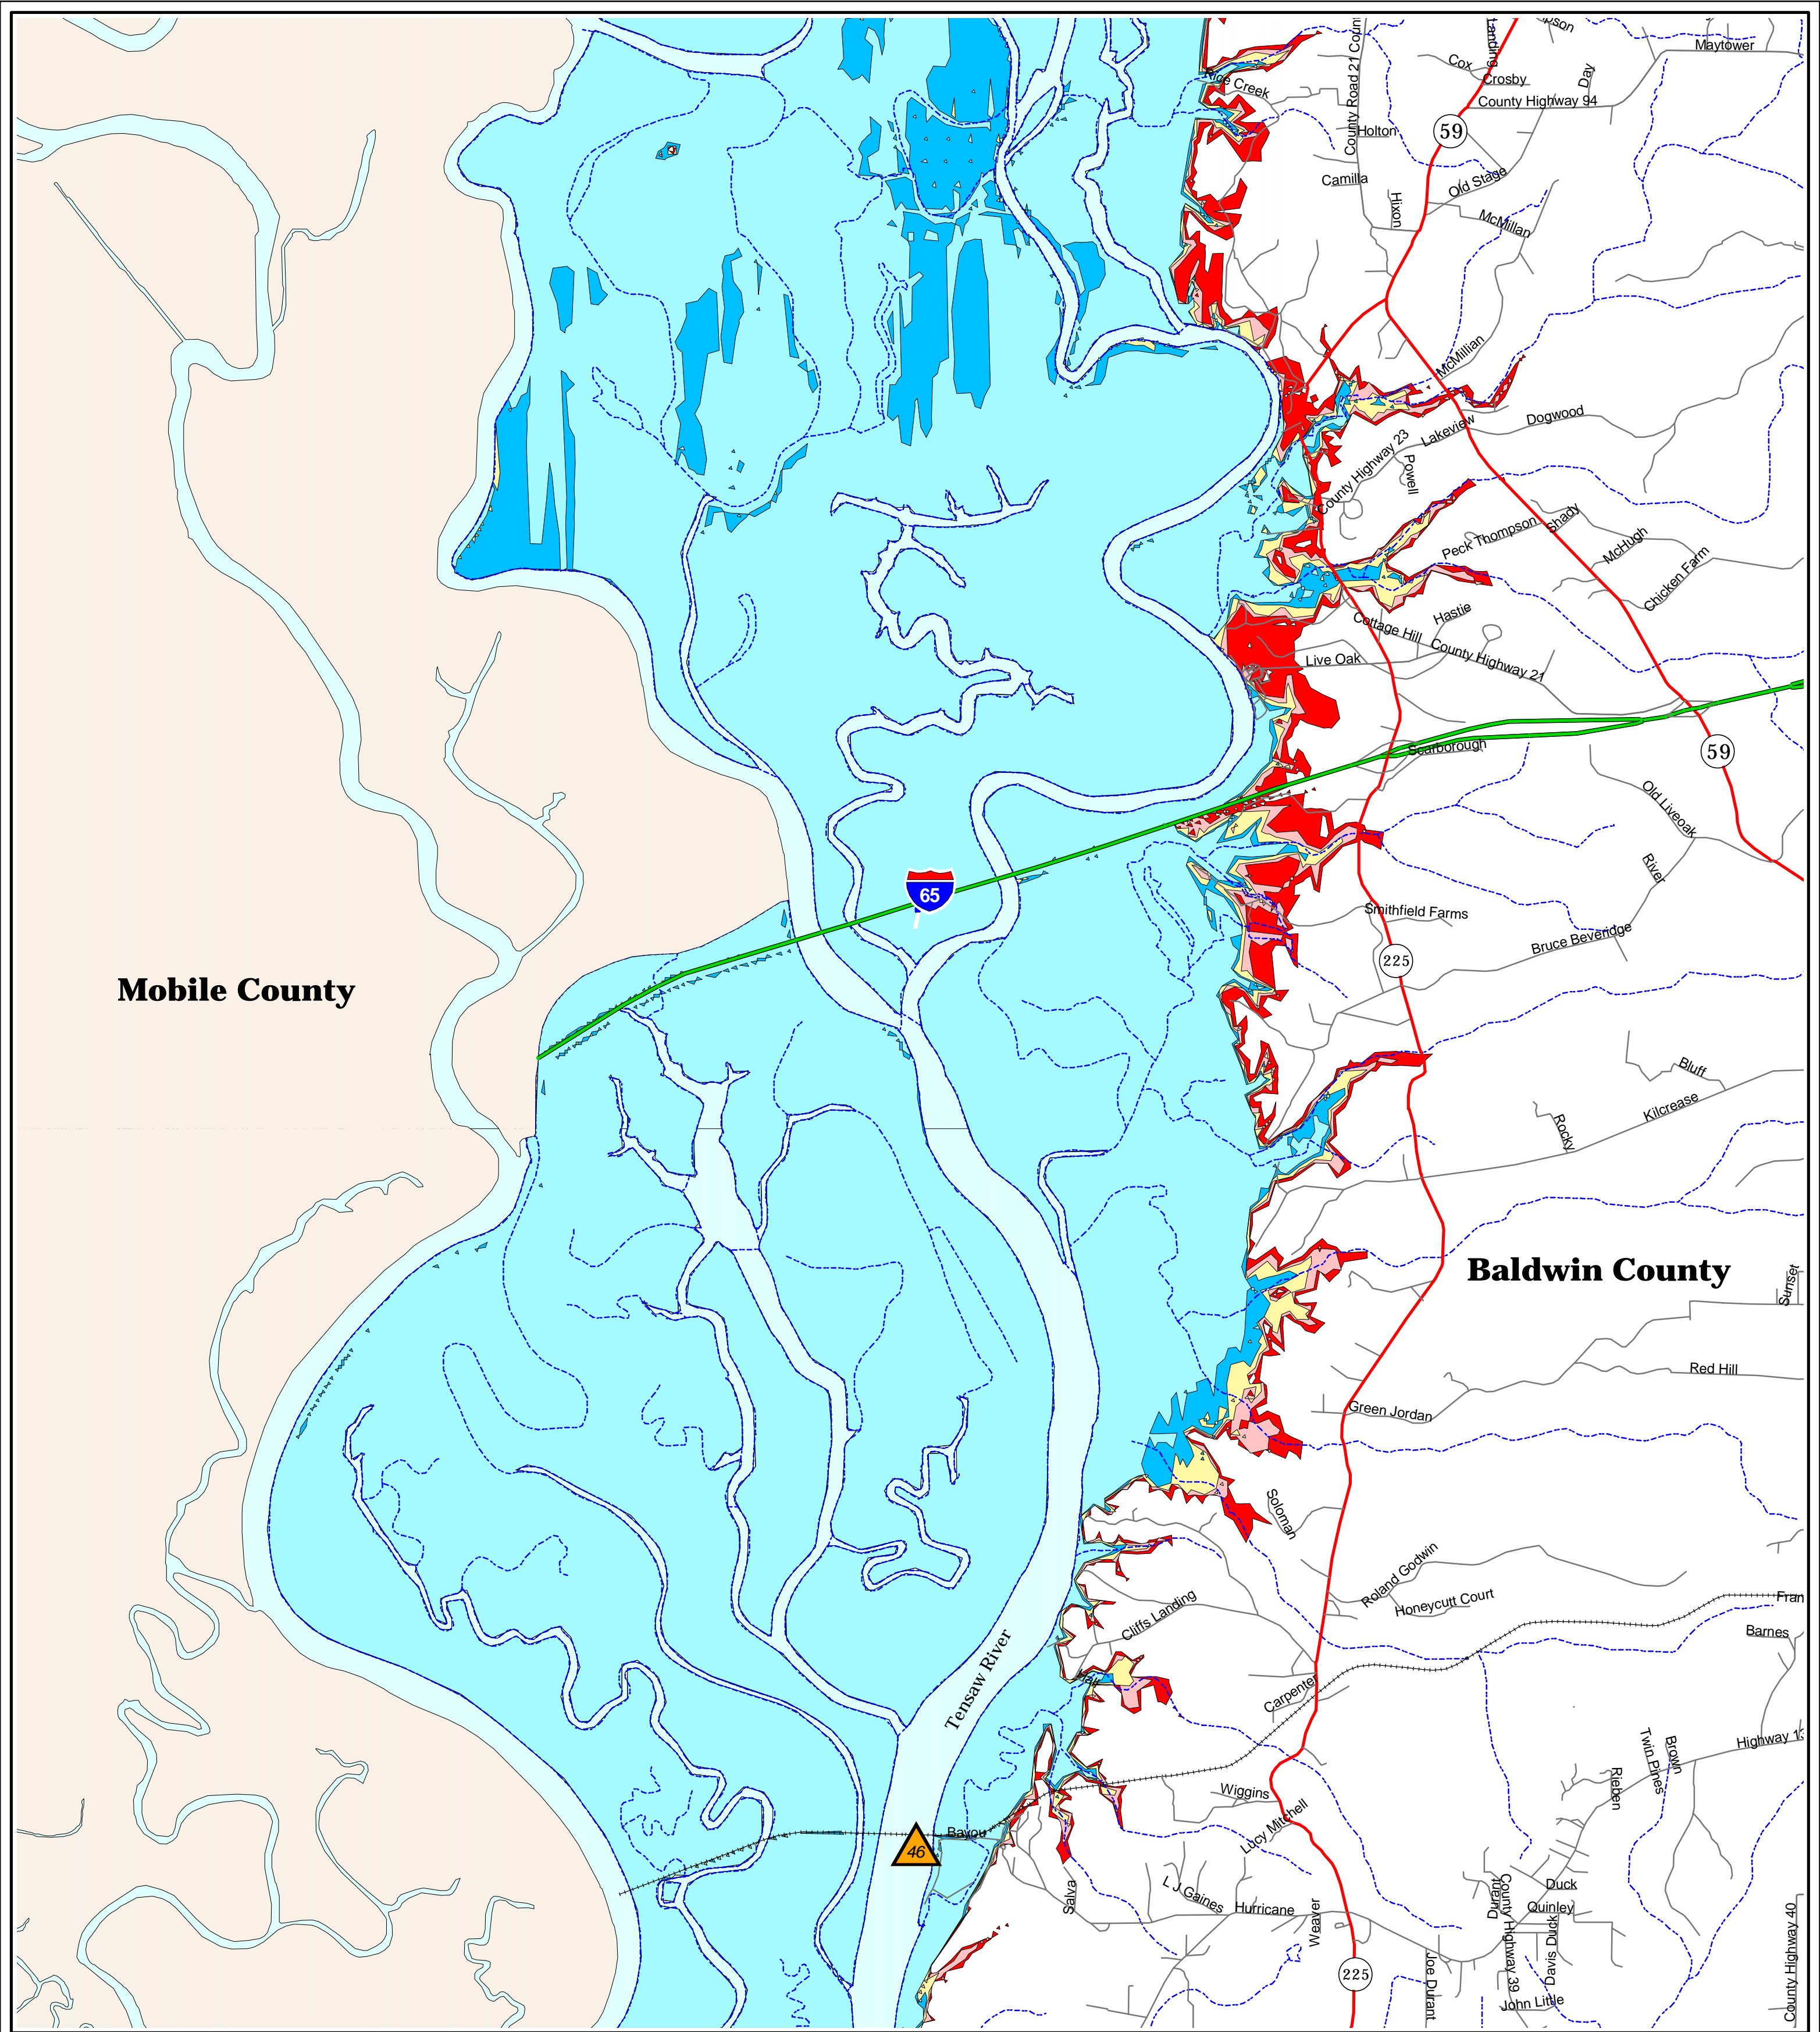 Maytower
Cox
Crosby
Day
County Highway 94
Rice Creek
Holton
59
Camilla
Old Stage
Hixon
McMillan
McMillian
Dogwood
Lakeview
County Highway 23
Powell
Shady
Peck Thompson
McHugh
Chicken Farm
Hastie
Cottage Hill
County Highway 21
Live Oak
Scarborough
59
Old Liveoak
River
65
Smithfield Farms
Bruce Beveridge
225
Mobile County
Bluff
Kilcrease
Rocky
Baldwin County
Sunset
Red Hill
Green Jordan
Soloman
Roland Godwin
Honeycutt Court
Cliffs Landing
Barnes
Tensaw River
Carpenter
Brown
Twin Pines
Rieben
Wiggins
Lucy Mitchell
Bayou
46
Salva
L J Gaines
Hurricane
Weaver
Durant
County Highway 39
Duck
Quinley
Davis Duck
225
Joe Durant
John Little
County Highway 40